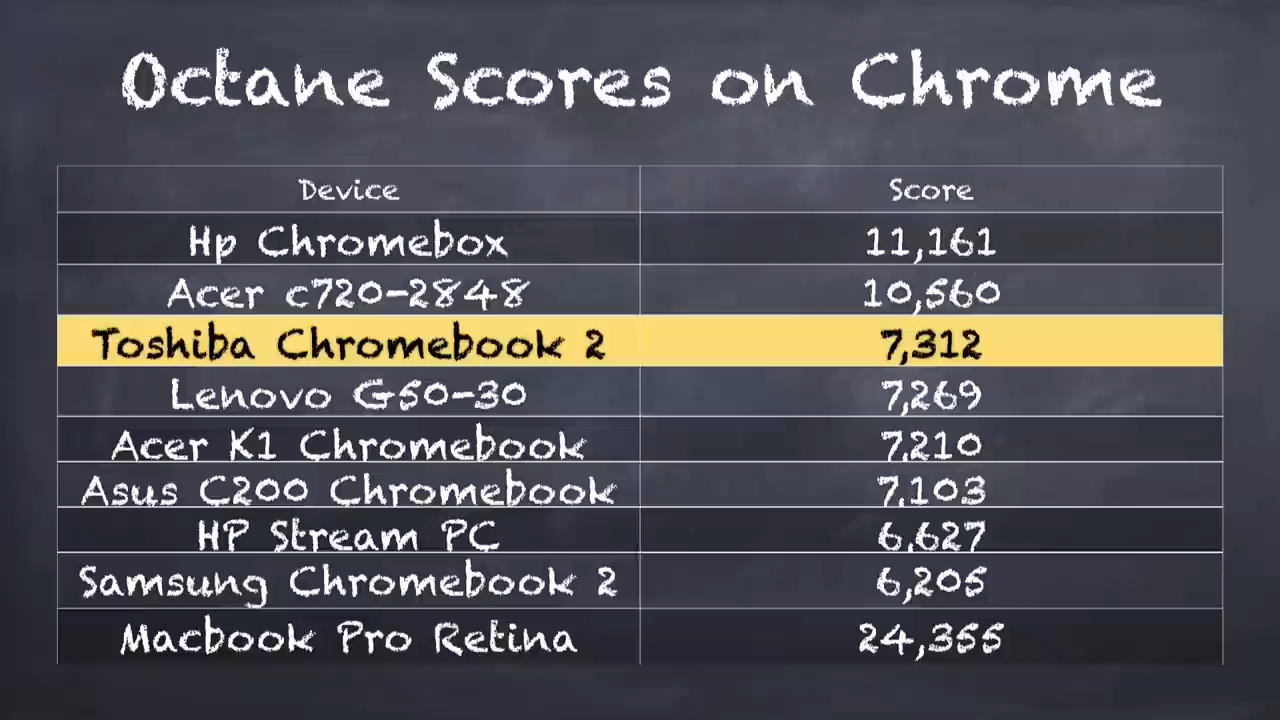 Octane Scores on Chrome
Device Score
Hp Chromebox 11,161
Acer c720-2848 10,560
Toshiba Chromebook 2 7,312
Lenovo G50-30 7,269
Acer K1 Chromebook 7,210
Asus C200 Chromebook 7,103
HP Stream PC 6,627
Samsung Chromebook 2 6,205
Macbook Pro Retina 24,355